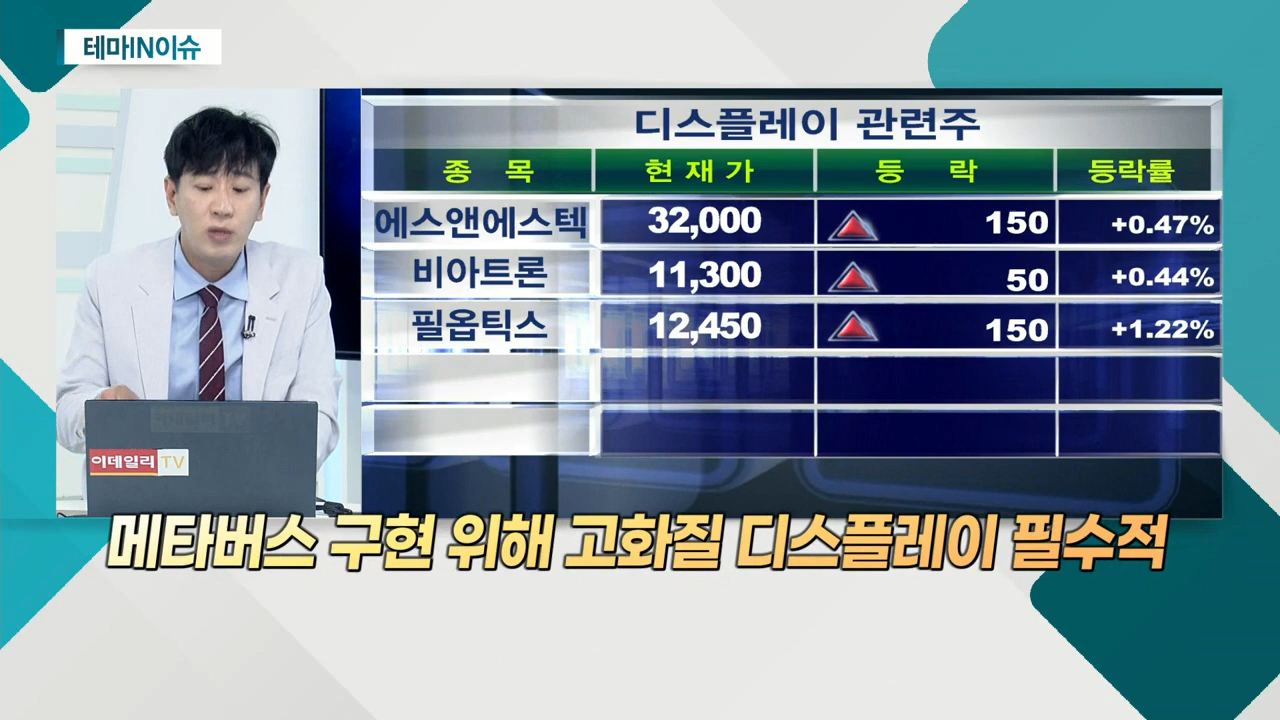 테마IN이슈
디스플레이 관련주
종 목 현 재 가 등 락 등락률
에스앤에스텍 32,000 ▲ 150 +0.47%
비아트론 11,300 ▲ 50 +0.44%
필옵틱스 12,450 ▲ 150 +1.22%
이데일리 TV
메타버스 구현 위해 고화질 디스플레이 필수적